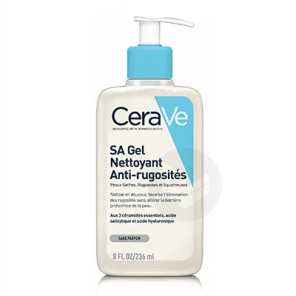 CeraVe
DEVELOPED WITH DERMATOLOGISTS
SA Gel
Nettoyant
Anti-rugosités
Peaux Sèches, Rugueuses et Squameuses
Nettoie en douceur, favorise l'élimination
des rugosités sans altérer la barrière
protectrice de la peau
Aux 3 céramides essentiels, acide
salicylique et acide hyaluronique
SANS PARFUM
8 FL OZ/236 ml